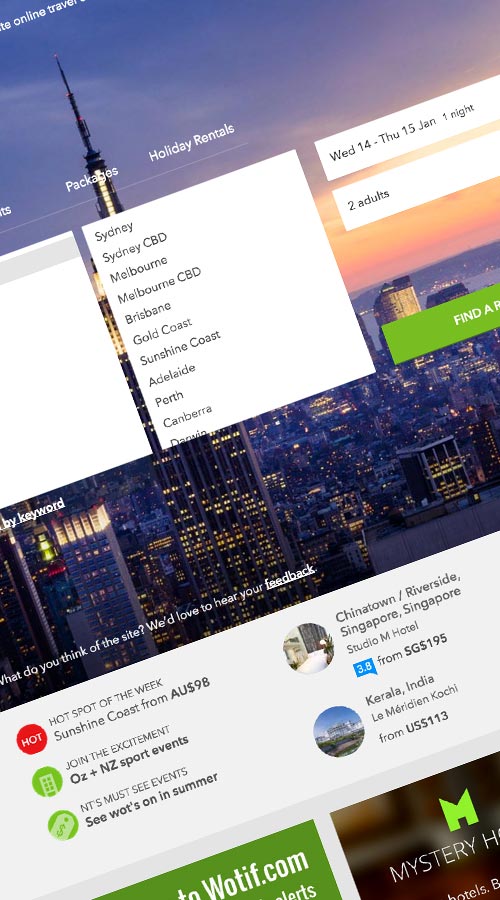 online travel
Packages
Holiday Rentals
Wed 14 - Thu 15 Jan 1 night
2 adults
Sydney
Sydney CBD
Melbourne
Melbourne CBD
Brisbane
Gold Coast
Sunshine Coast
Adelaide
Perth
Canberra
Darwin
FIND A
by keyword
What do you think of the site? We'd love to hear your feedback.
HOT
HOT SPOT OF THE WEEK
Sunshine Coast from AU$98
JOIN THE EXCITEMENT
Oz + NZ sport events
NT'S MUST SEE EVENTS
See wot's on in summer
Chinatown / Riverside,
Singapore, Singapore
Studio M Hotel
3.8 from SG$195
Kerala, India
Le Méridien Kochi
from US$113
to Wotif.com
alerts
MYSTERY
hotels.